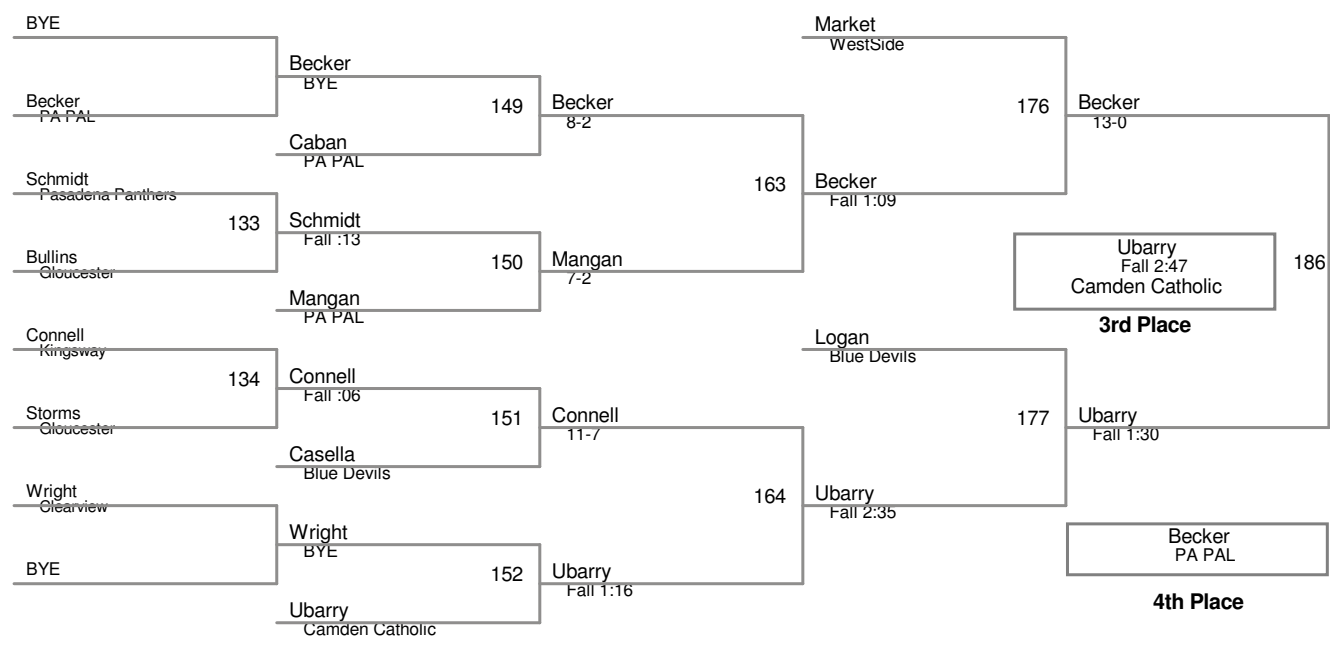 BYE
Becker
PA PAL
Schmidt
Pasadena Panthers
133
Bullins
Gloucester
Connell
Kingsway
134
Storms
Gloucester
Wright
Clearview
BYE
Becker
BYE
149
Caban
PA PAL
Schmidt
Fall :13
150
Mangan
PA PAL
Connell
Fall :06
151
Casella
Blue Devils
Wright
BYE
152
Ubarry
Camden Catholic
Becker
8-2
163
Mangan
7-2
Connell
11-7
164
Ubarry
Fall 1:16
Market
WestSide
176
Becker
Fall 1:09
Logan
Blue Devils
177
Ubarry
Fall 2:35
Becker
13-0
186
Ubarry
Fall 1:30
Ubarry
Fall 2:47
Camden Catholic
3rd Place
Becker
PA PAL
4th Place